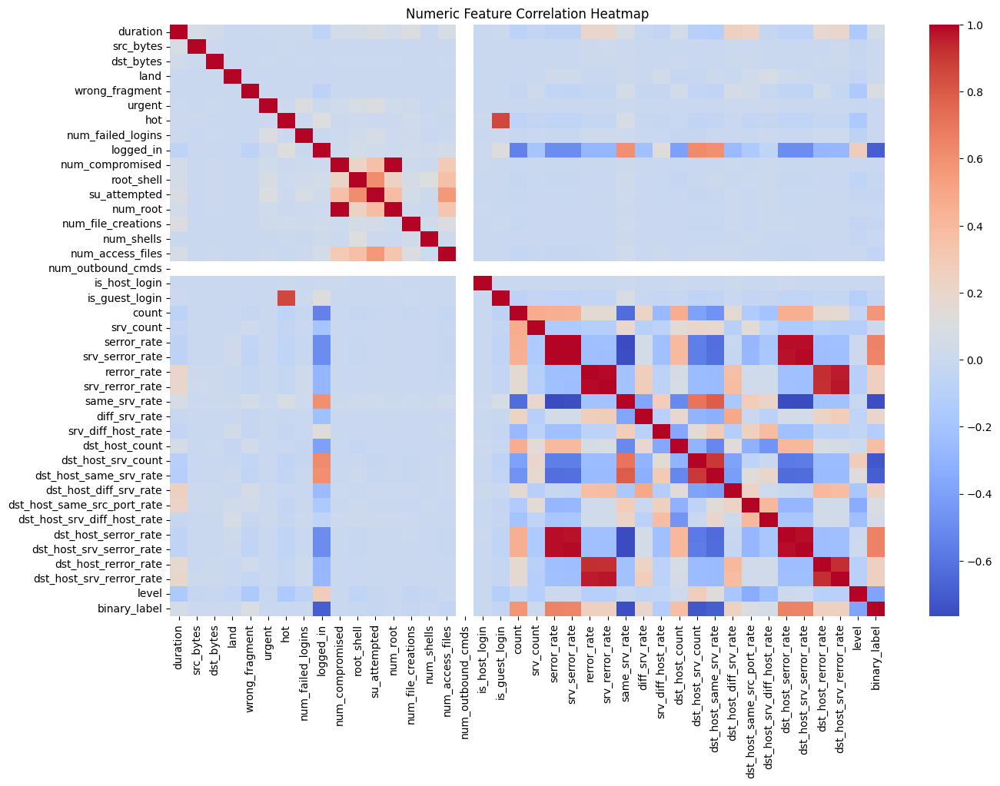 Numeric Feature Correlation Heatmap
duration
src_bytes
dst_bytes
land
wrong_fragment
urgent
hot
num_failed_logins
logged_in
num_compromised
root_shell
su_attempted
num_root
num_file_creations
num_shells
num_access_files
num_outbound_cmds
is_host_login
is_guest_login
count
srv_count
serror_rate
srv_serror_rate
rerror_rate
srv_rerror_rate
same_srv_rate
diff_srv_rate
srv_diff_host_rate
dst_host_count
dst_host_srv_count
dst_host_same_srv_rate
dst_host_diff_srv_rate
dst_host_same_src_port_rate
dst_host_srv_diff_host_rate
dst_host_serror_rate
dst_host_srv_serror_rate
dst_host_rerror_rate
dst_host_srv_rerror_rate
level
binary_label
duration
src_bytes
dst_bytes
land
wrong_fragment
urgent
hot
num_failed_logins
logged_in
num_compromised
root_shell
su_attempted
num_root
num_file_creations
num_shells
num_access_files
num_outbound_cmds
is_host_login
is_guest_login
count
srv_count
serror_rate
srv_serror_rate
rerror_rate
srv_rerror_rate
same_srv_rate
diff_srv_rate
srv_diff_host_rate
dst_host_count
dst_host_srv_count
dst_host_same_srv_rate
dst_host_diff_srv_rate
dst_host_same_src_port_rate
dst_host_srv_diff_host_rate
dst_host_serror_rate
dst_host_srv_serror_rate
dst_host_rerror_rate
dst_host_srv_rerror_rate
level
binary_label
1.0
0.8
0.6
0.4
0.2
0.0
−0.2
−0.4
−0.6